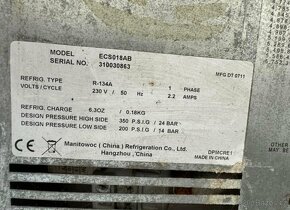 MODEL ECS018AB
SERIAL NO. 310030863
MFG DT 0711
REFRIG. TYPE R-134A 1 PHASE
VOLTS / CYCLE 230 V / 50 Hz 2.2 AMPS
REFRIG. CHARGE 6.3OZ / 0.18KG
DESIGN PRESSURE HIGH SIDE 350 P.S.I.G / 24 BAR
DESIGN PRESSURE LOW SIDE 200 P.S.I.G / 14 BAR
Manitowoc ( China ) Refrigeration Co., Ltd.
Hangzhou , China
DPMCRE1
MADE IN CHINA